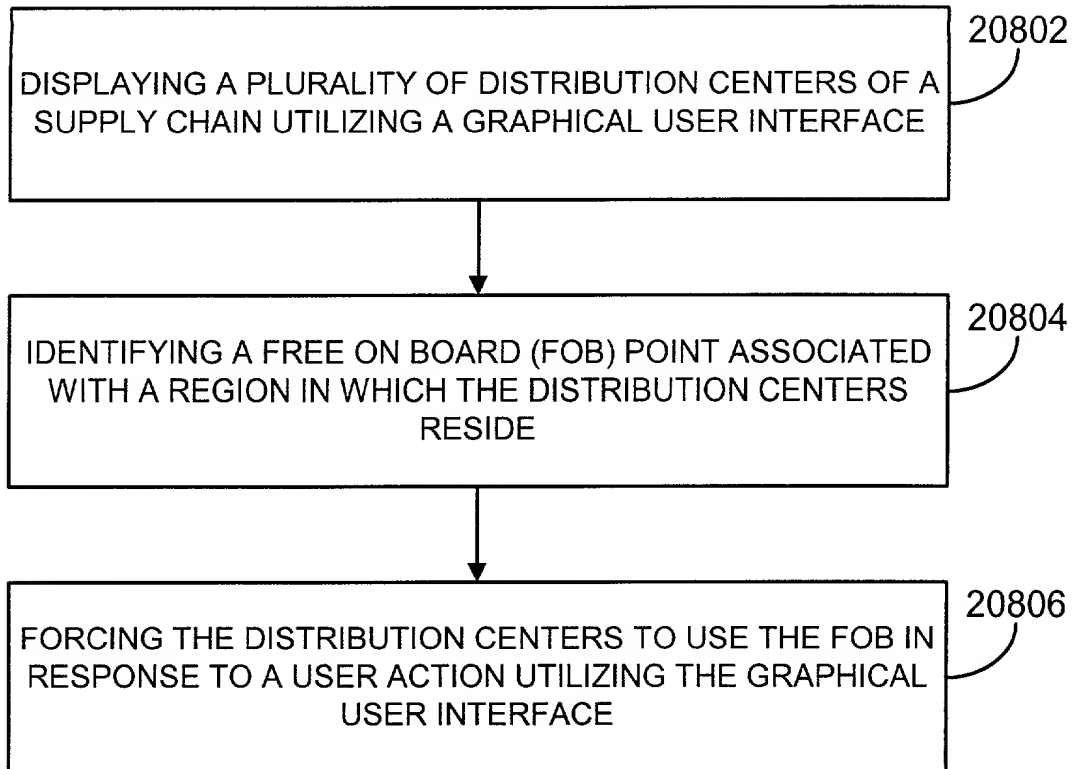 20802
DISPLAYING A PLURALITY OF DISTRIBUTION CENTERS OF A
SUPPLY CHAIN UTILIZING A GRAPHICAL USER INTERFACE
20804
IDENTIFYING A FREE ON BOARD (FOB) POINT ASSOCIATED
WITH A REGION IN WHICH THE DISTRIBUTION CENTERS
RESIDE
20806
FORCING THE DISTRIBUTION CENTERS TO USE THE FOB IN
RESPONSE TO A USER ACTION UTILIZING THE GRAPHICAL
USER INTERFACE